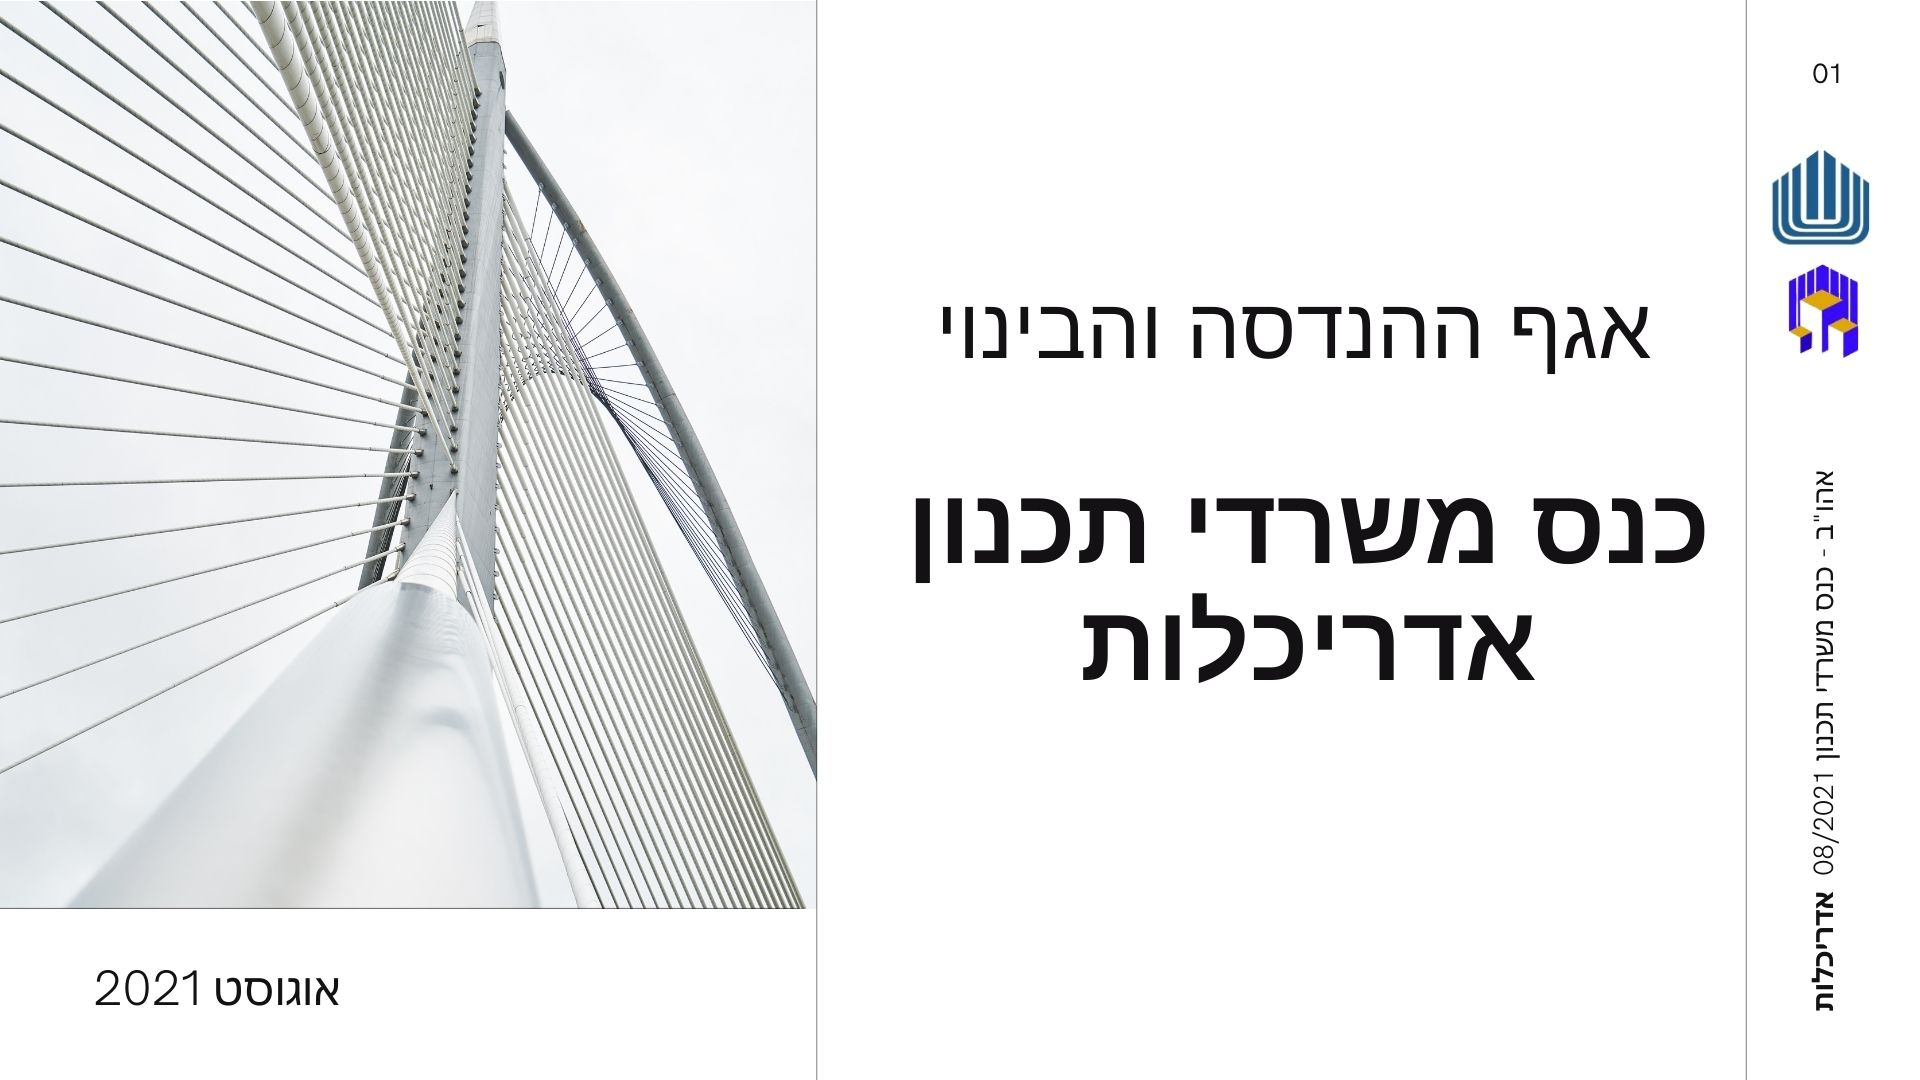 01
אגף ההנדסה והבינוי
כנס משרדי תכנון
אדריכלות
אוגוסט 2021
אהו"ב - כנס משרדי תכנון 08/2021 אדריכלות